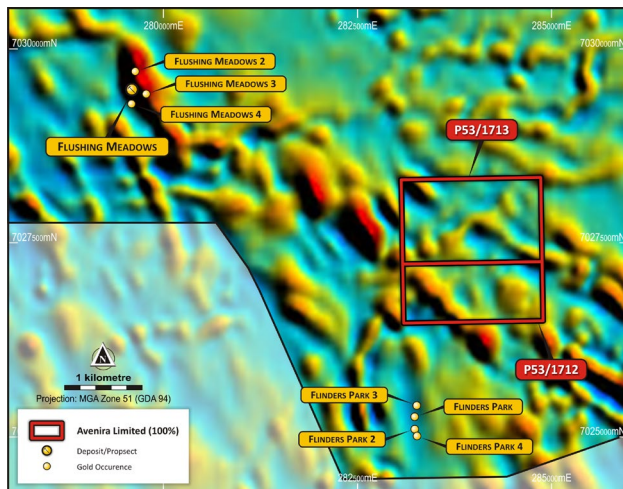 280000mE
282500mE
285000mE
7030000mN
7030000mN
FLUSHING MEADOWS 2
FLUSHING MEADOWS 3
FLUSHING MEADOWS 4
FLUSHING MEADOWS
P53/1713
7027500mN
7027500mN
N
1 kilometre
Projection: MGA Zone 51 (GDA 94)
P53/1712
FLINDERS PARK 3
FLINDERS PARK
FLINDERS PARK 2
FLINDERS PARK 4
Avenira Limited (100%)
Deposit/Propsect
Gold Occurence
7025000mN
282500mE
285000mE